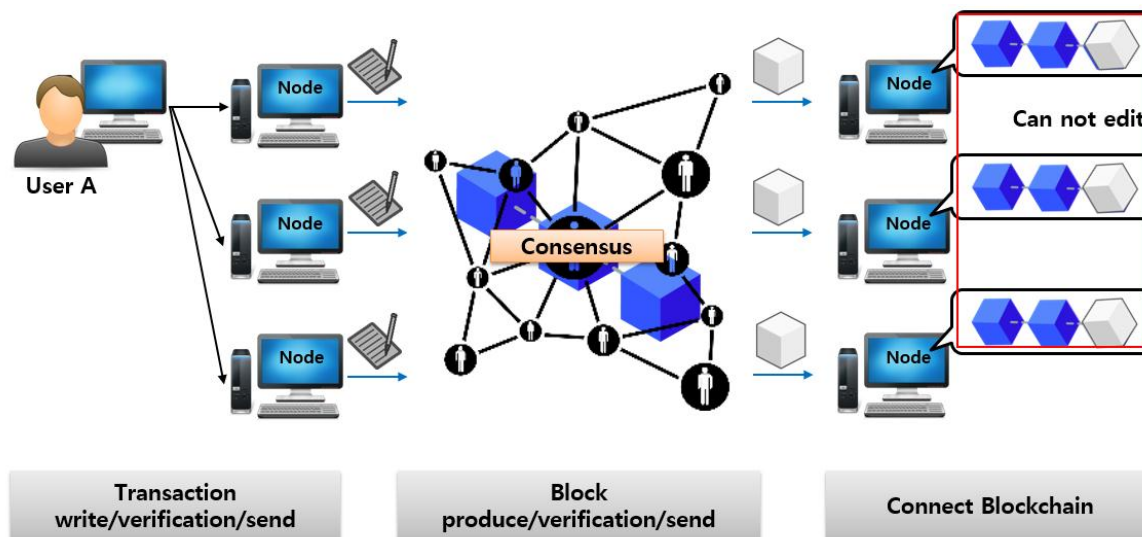 Node
Node
Can not edit
User A
Node
Node
Consensus
Node
Node
Transaction
write/verification/send
Block
produce/verification/send
Connect Blockchain